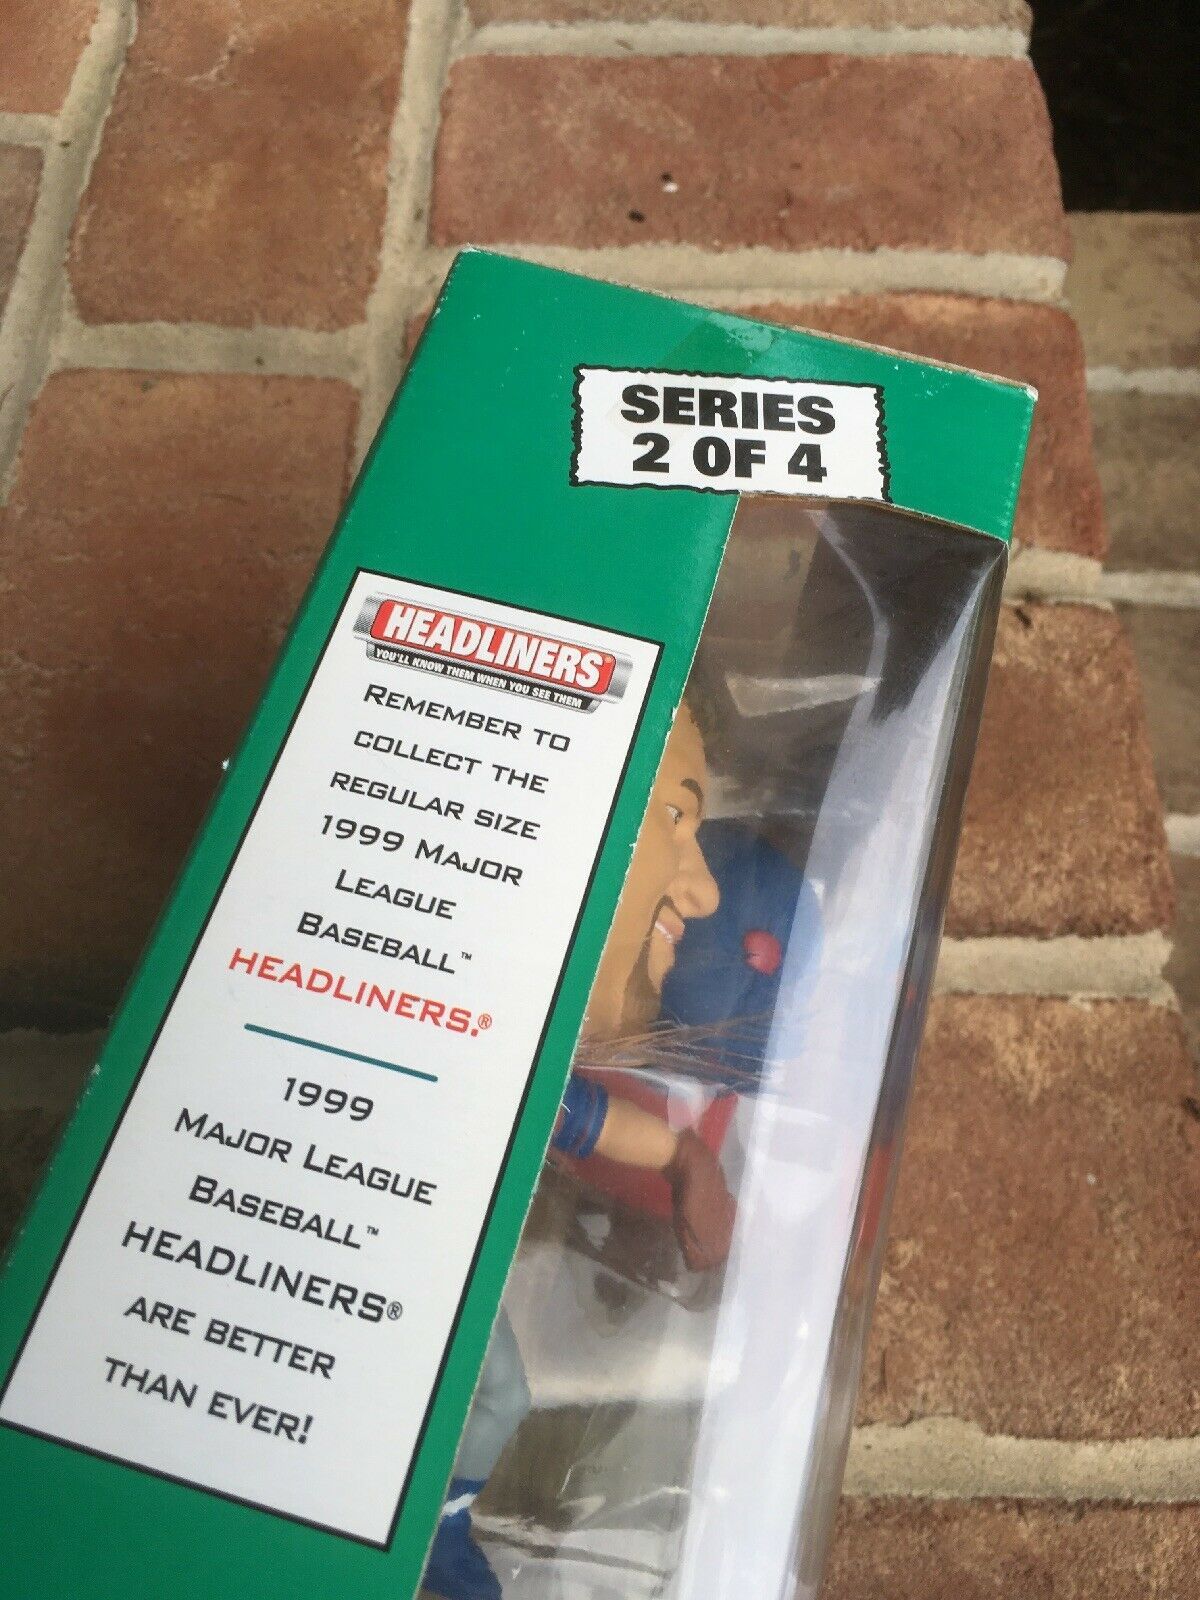 SERIES
2 OF 4
HEADLINERS®
YOU'LL KNOW THEM WHEN YOU SEE THEM
REMEMBER TO
COLLECT THE
REGULAR SIZE
1999 MAJOR
LEAGUE
BASEBALL™
HEADLINERS.®
1999
MAJOR LEAGUE
BASEBALL™
HEADLINERS®
ARE BETTER
THAN EVER!